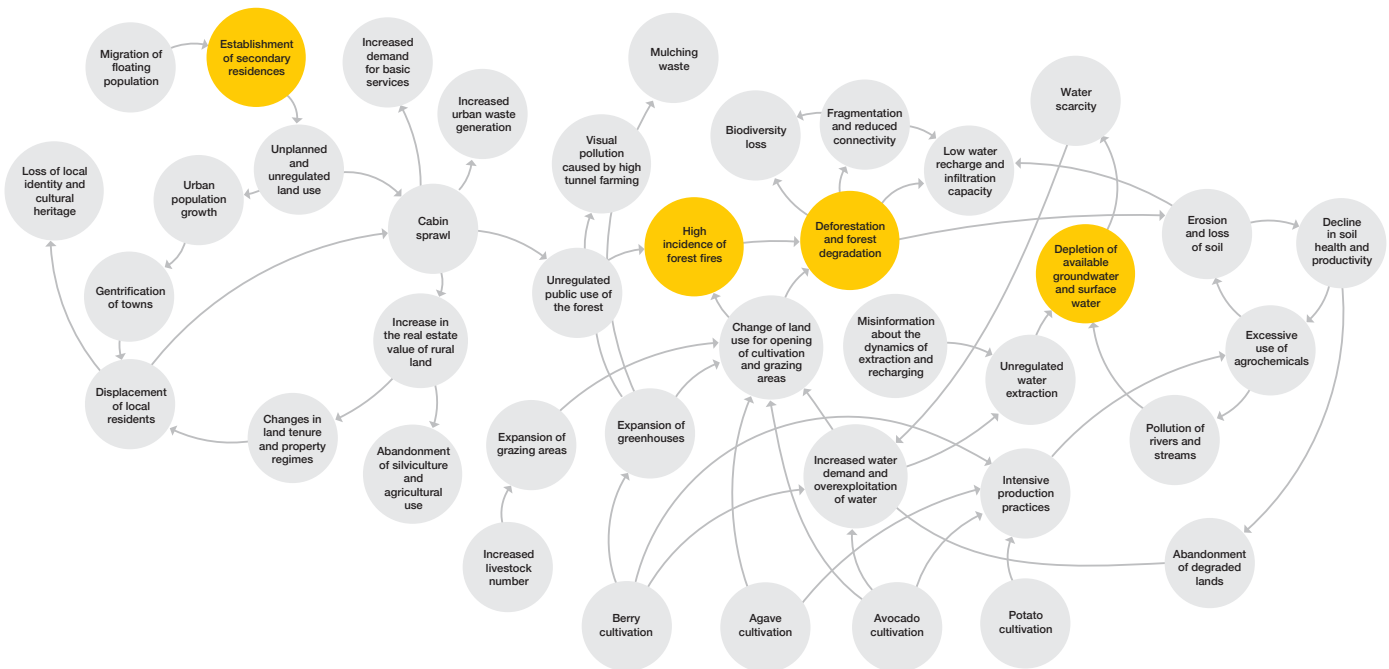 Migration of
floating
population
Establishment
of secondary
residences
Increased
demand
for basic
services
Increased
urban waste
generation
Mulching
waste
Visual
pollution
caused by high
tunnel farming
Biodiversity
loss
Fragmentation
and reduced
connectivity
Low water
recharge and
infiltration
capacity
Water
scarcity
Loss of local
identity and
cultural
heritage
Urban
population
growth
Unplanned
and
unregulated
land use
Cabin
sprawl
High
incidence of
forest fires
Deforestation
and forest
degradation
Depletion of
available
groundwater
and surface
water
Erosion
and loss
of soil
Decline
in soil
health and
productivity
Gentrification
of towns
Unregulated
public use of
the forest
Increase in
the real estate
value of rural
land
Change of land
use for opening
of cultivation
and grazing
areas
Misinformation
about the
dynamics of
extraction and
recharging
Unregulated
water
extraction
Excessive
use of
agrochemicals
Displacement
of local
residents
Changes in
land tenure
and property
regimes
Abandonment
of silviculture
and
agricultural
use
Expansion of
grazing areas
Expansion of
greenhouses
Increased water
demand and
overexploitation
of water
Intensive
production
practices
Pollution of
rivers and
streams
Increased
livestock
number
Berry
cultivation
Agave
cultivation
Avocado
cultivation
Potato
cultivation
Abandonment
of degraded
lands